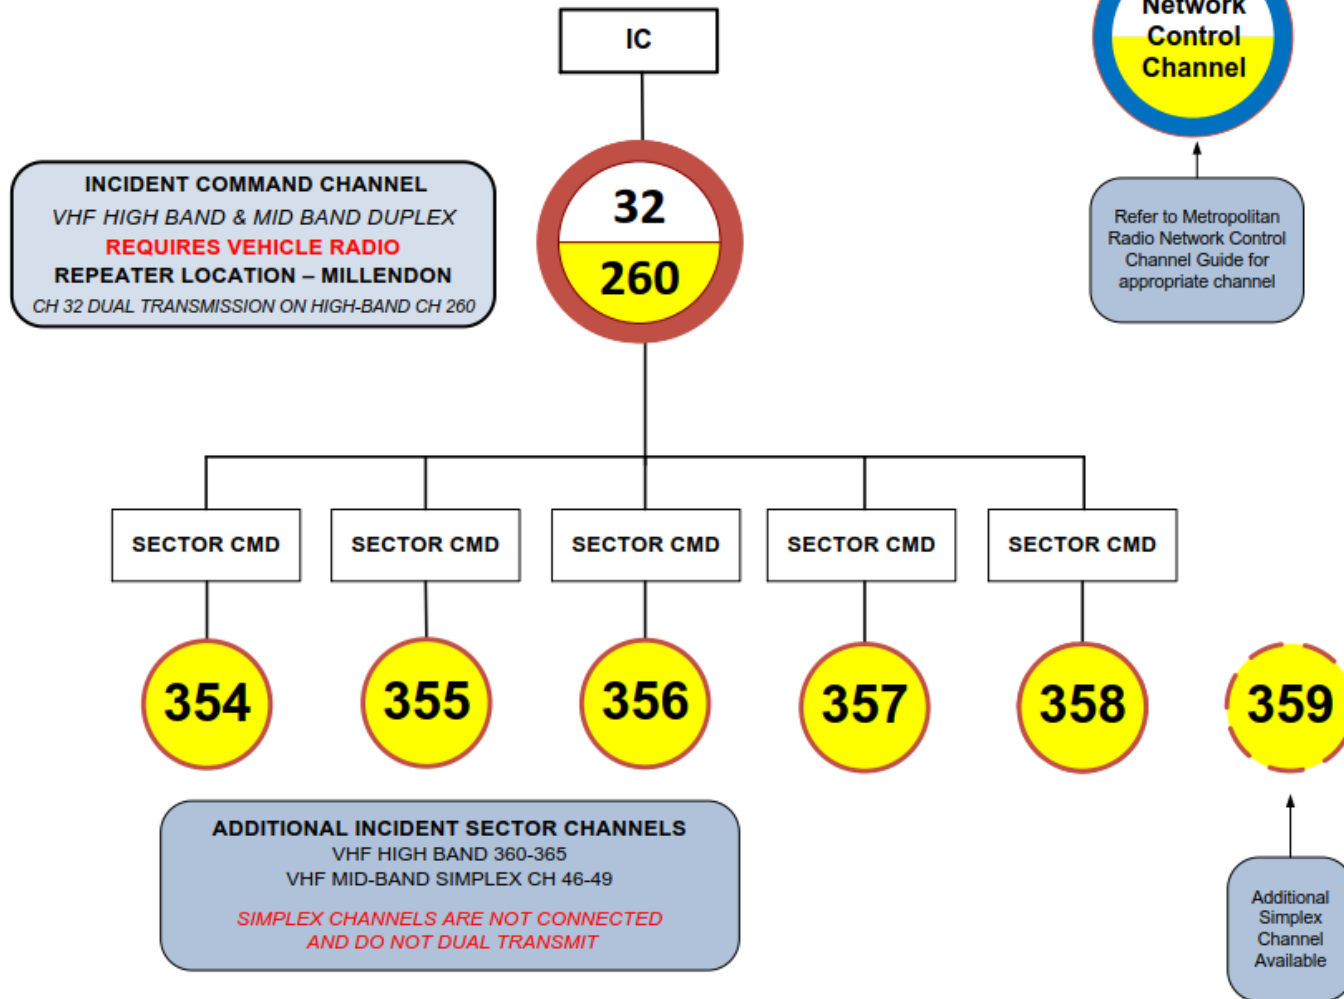 Network
Control
Channel
IC
INCIDENT COMMAND CHANNEL
VHF HIGH BAND & MID BAND DUPLEX
REQUIRES VEHICLE RADIO
REPEATER LOCATION – MILLENDON
CH 32 DUAL TRANSMISSION ON HIGH-BAND CH 260
32
260
Refer to Metropolitan
Radio Network Control
Channel Guide for
appropriate channel
SECTOR CMD
SECTOR CMD
SECTOR CMD
SECTOR CMD
SECTOR CMD
354
355
356
357
358
359
ADDITIONAL INCIDENT SECTOR CHANNELS
VHF HIGH BAND 360-365
VHF MID-BAND SIMPLEX CH 46-49
SIMPLEX CHANNELS ARE NOT CONNECTED
AND DO NOT DUAL TRANSMIT
Additional
Simplex
Channel
Available